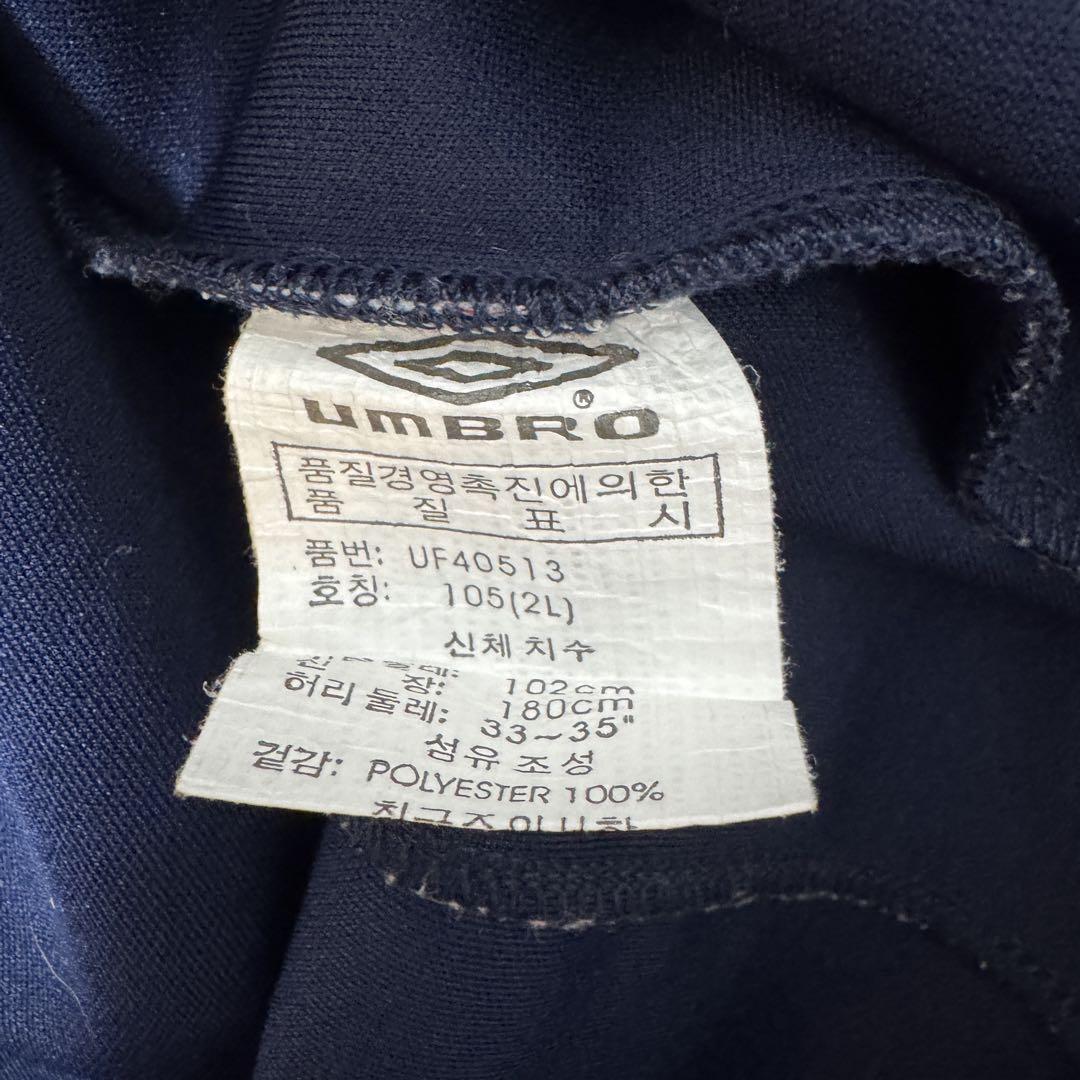 UMBRO®
품질경영촉진에의한
품 질 표 시
품번: UF40513
호칭: 105(2L)
신체 치수
102cm
장: 180cm
허리 둘레: 33~35"
섬유 조성
겉감: POLYESTER 100%